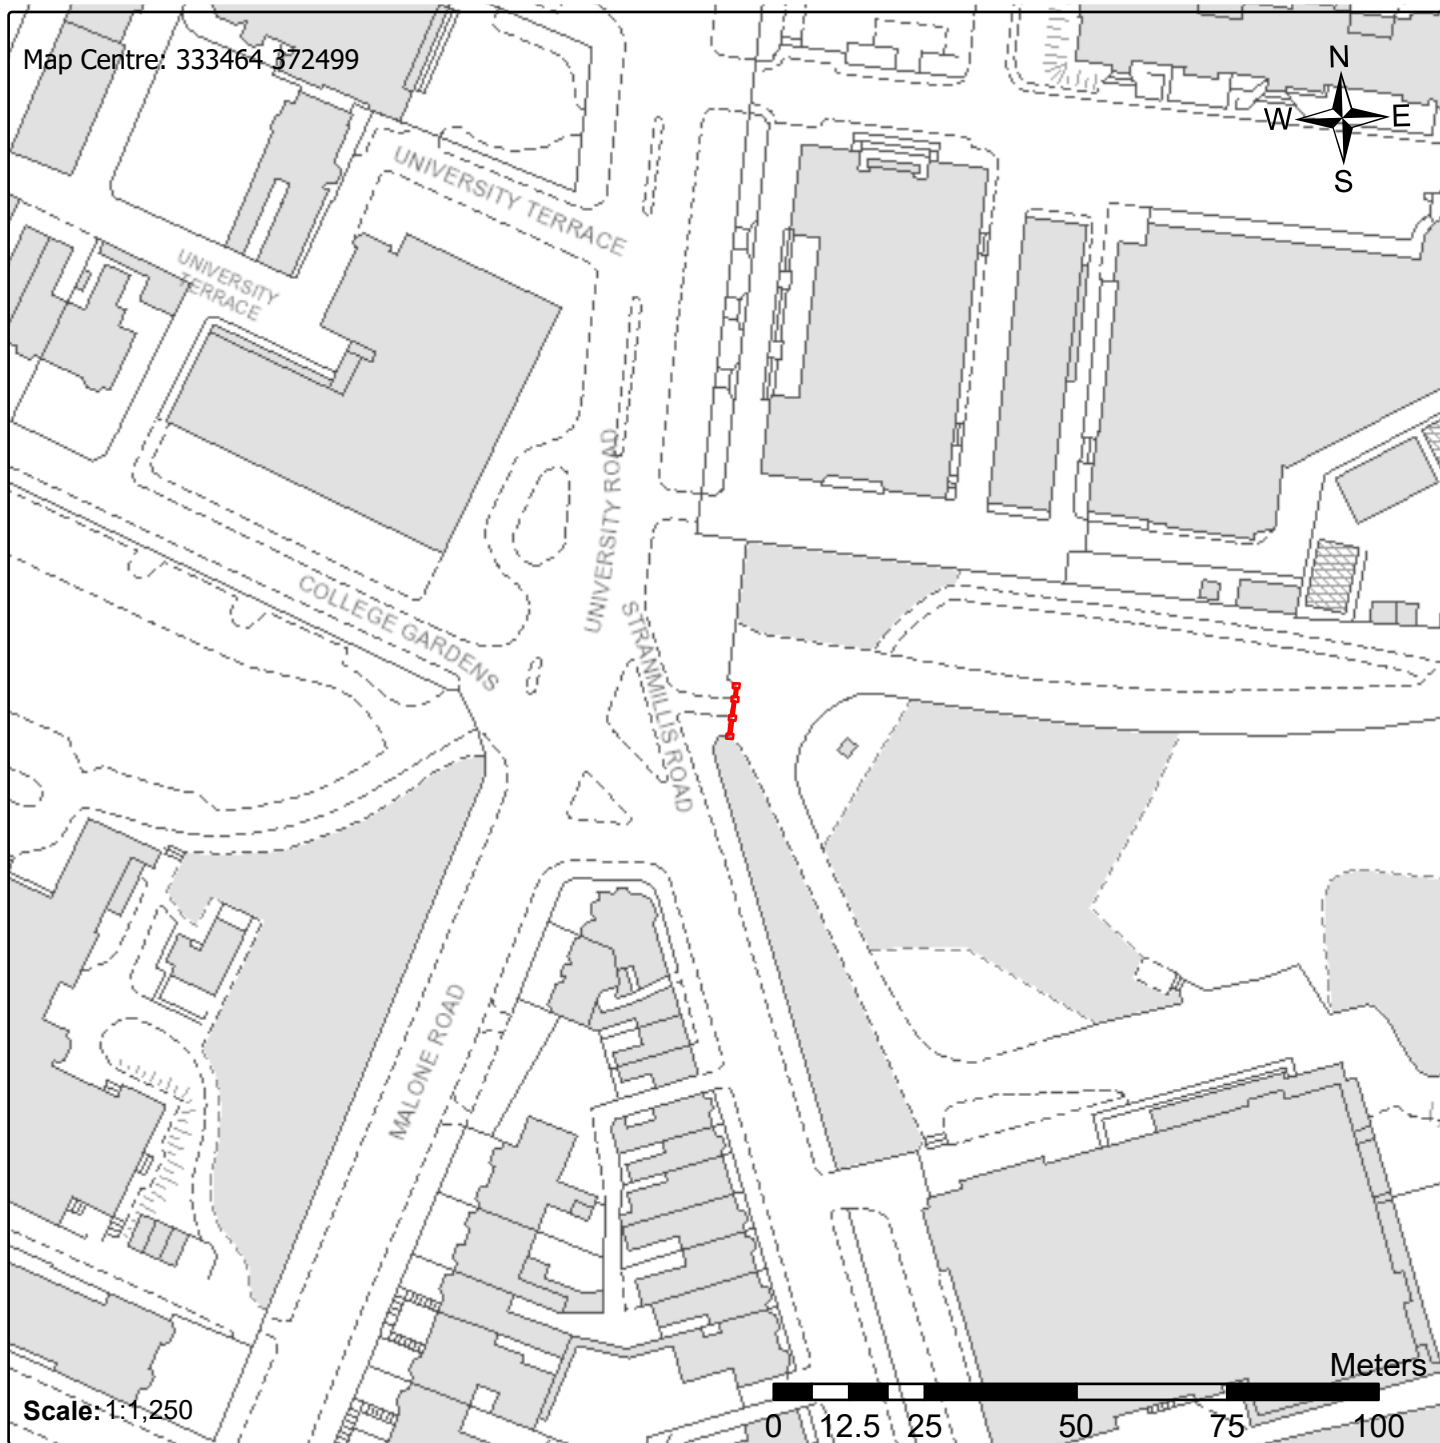 Map Centre: 333464 372499
N
W E
S
UNIVERSITY TERRACE
UNIVERSITY
TERRACE
UNIVERSITY ROAD
COLLEGE GARDENS
STRANMILLIS ROAD
MALONE ROAD
Meters
Scale: 1:1,250
0 12.5 25 50 75 100